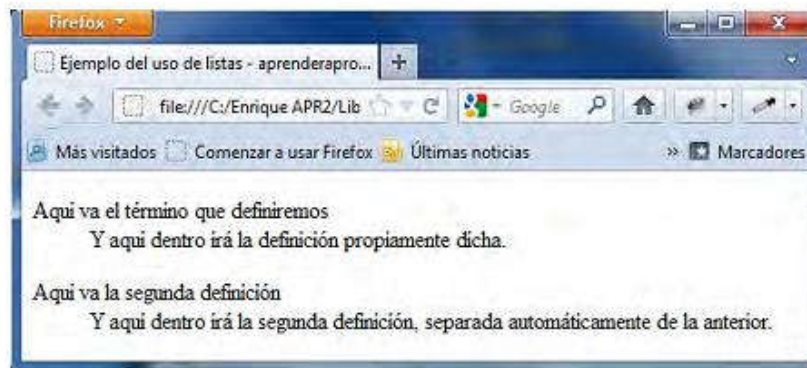 Firefox
Ejemplo del uso de listas - aprenderapro...
file:///C:/Enrique APR2/Lib
Google
Más visitados Comenzar a usar Firefox Últimas noticias » Marcadores
Aqui va el término que definiremos
Y aqui dentro irá la definición propiamente dicha.
Aqui va la segunda definición
Y aqui dentro irá la segunda definición, separada automáticamente de la anterior.